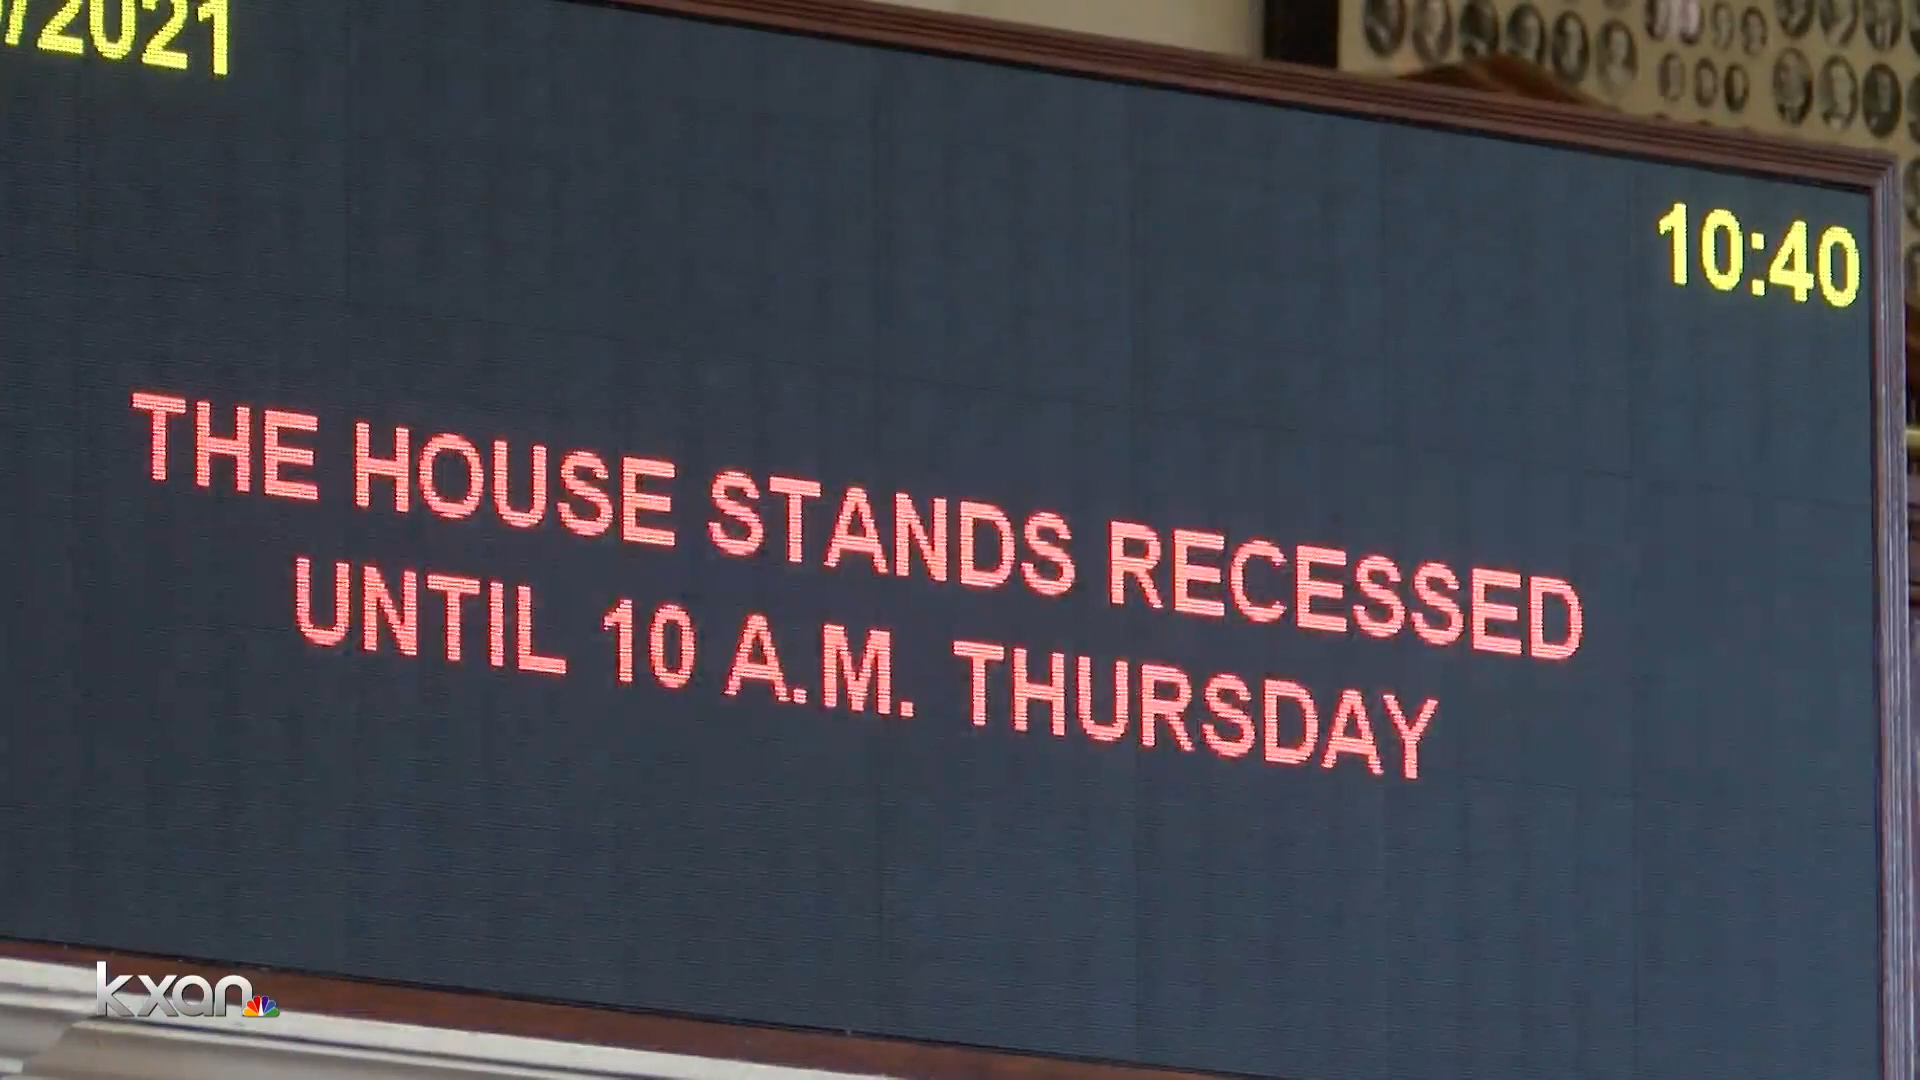 /2021
10:40
THE HOUSE STANDS RECESSED
UNTIL 10 A.M. THURSDAY
kxan